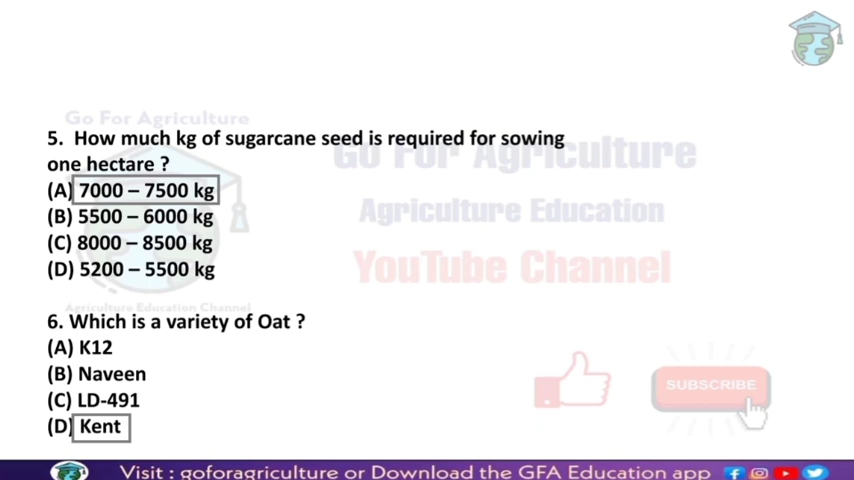 Go For Agriculture
5. How much kg of sugarcane seed is required for sowing
one hectare ?
(A) 7000 – 7500 kg
(B) 5500 – 6000 kg
(C) 8000 – 8500 kg
(D) 5200 – 5500 kg
Go For Agriculture
Agriculture Education
YouTube Channel
Agriculture Education Channel
6. Which is a variety of Oat ?
(A) K12
(B) Naveen
(C) LD-491
(D) Kent
SUBSCRIBE
Visit : goforagriculture or Download the GFA Education app